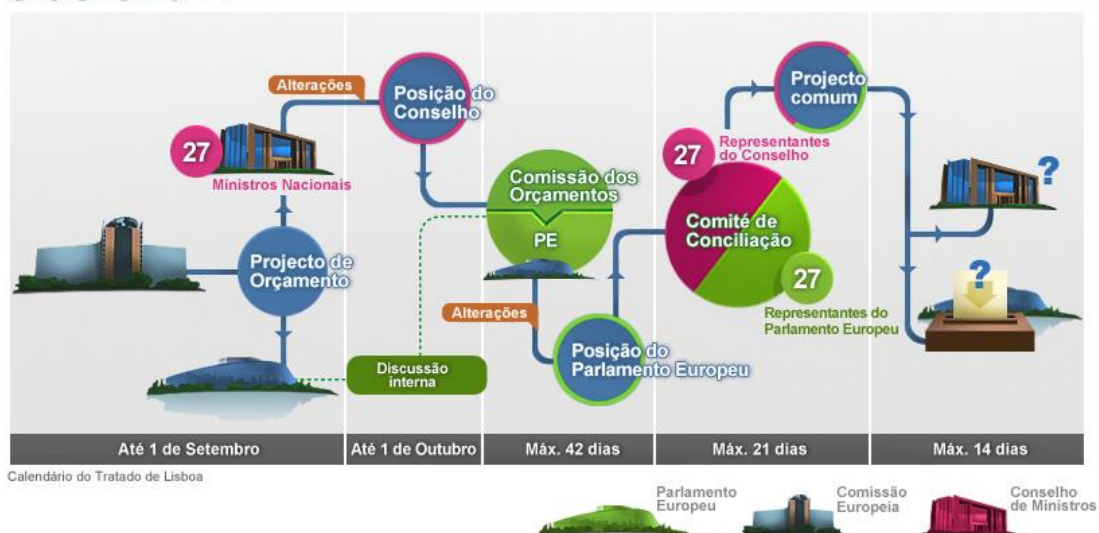 Alterações
Posição do
Conselho
27
Ministros Nacionais
Projecto de
Orçamento
Discussão
interna
Comissão dos
Orçamentos
PE
Alterações
Posição do
Parlamento Europeu
27
Representantes
do Conselho
Comité de
Conciliação
27
Representantes do
Parlamento Europeu
Projecto
comum
?
?
Até 1 de Setembro
Até 1 de Outubro
Máx. 42 dias
Máx. 21 dias
Máx. 14 dias
Calendário do Tratado de Lisboa
Parlamento
Europeu
Comissão
Europeia
Conselho
de Ministros